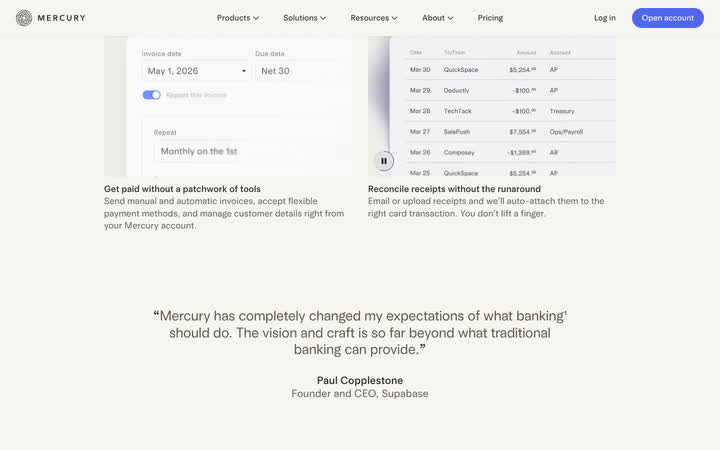 MERCURY
Products
Solutions
Resources
About
Pricing
Log in
Open account
Invoice date
Due date
May 1, 2026
Net 30
Repeat this invoice
Repeat
Monthly on the 1st
Date To/From Amount Account
Mar 30 QuickSpace $5,254.⁰⁰ AP
Mar 29 Deductly −$100.⁰⁰ AP
Mar 28 TechTack −$100.⁰⁰ Treasury
Mar 27 SalePush $7,554.⁰⁰ Ops/Payroll
Mar 26 Composey −$1,369.⁰⁰ AR
Mar 25 QuickSpace $5,254.⁰⁰ AP
Get paid without a patchwork of tools
Send manual and automatic invoices, accept flexible
payment methods, and manage customer details right from
your Mercury account.
Reconcile receipts without the runaround
Email or upload receipts and we'll auto-attach them to the
right card transaction. You don't lift a finger.
“Mercury has completely changed my expectations of what banking¹
should do. The vision and craft is so far beyond what traditional
banking can provide.”
Paul Copplestone
Founder and CEO, Supabase